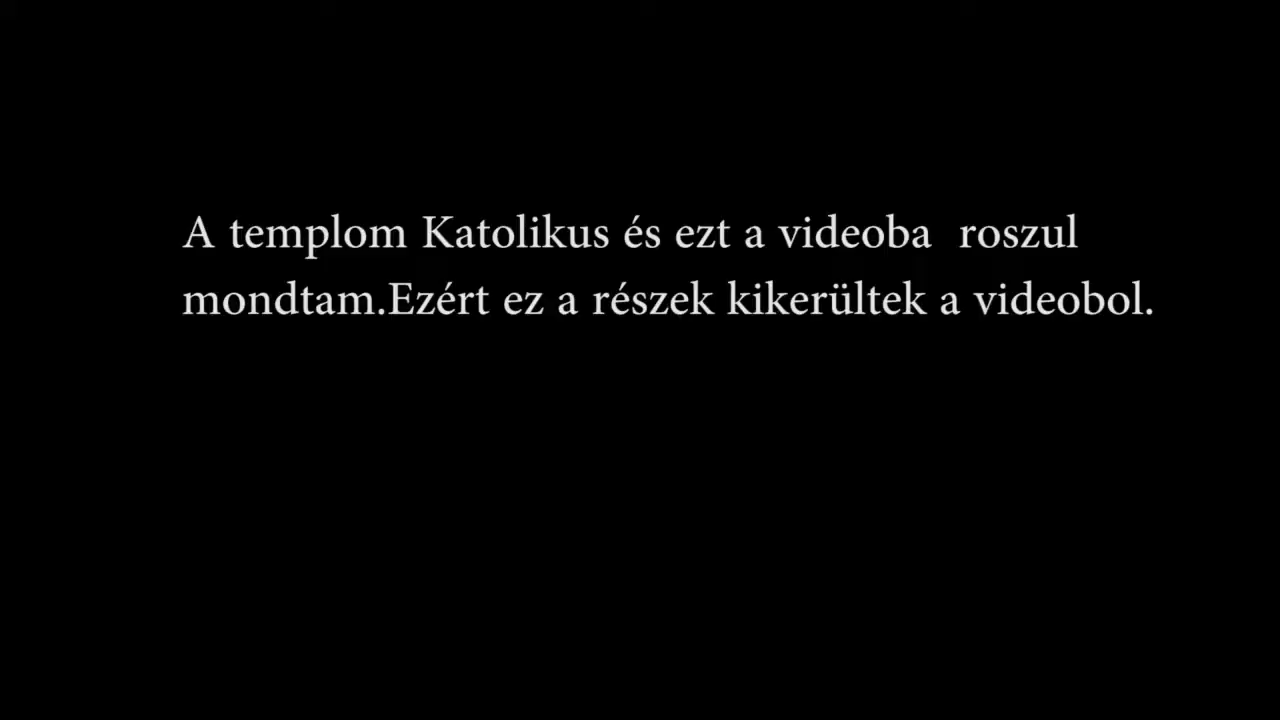 A templom Katolikus és ezt a videoba  roszul
mondtam.Ezért ez a részek kikerültek a videobol.